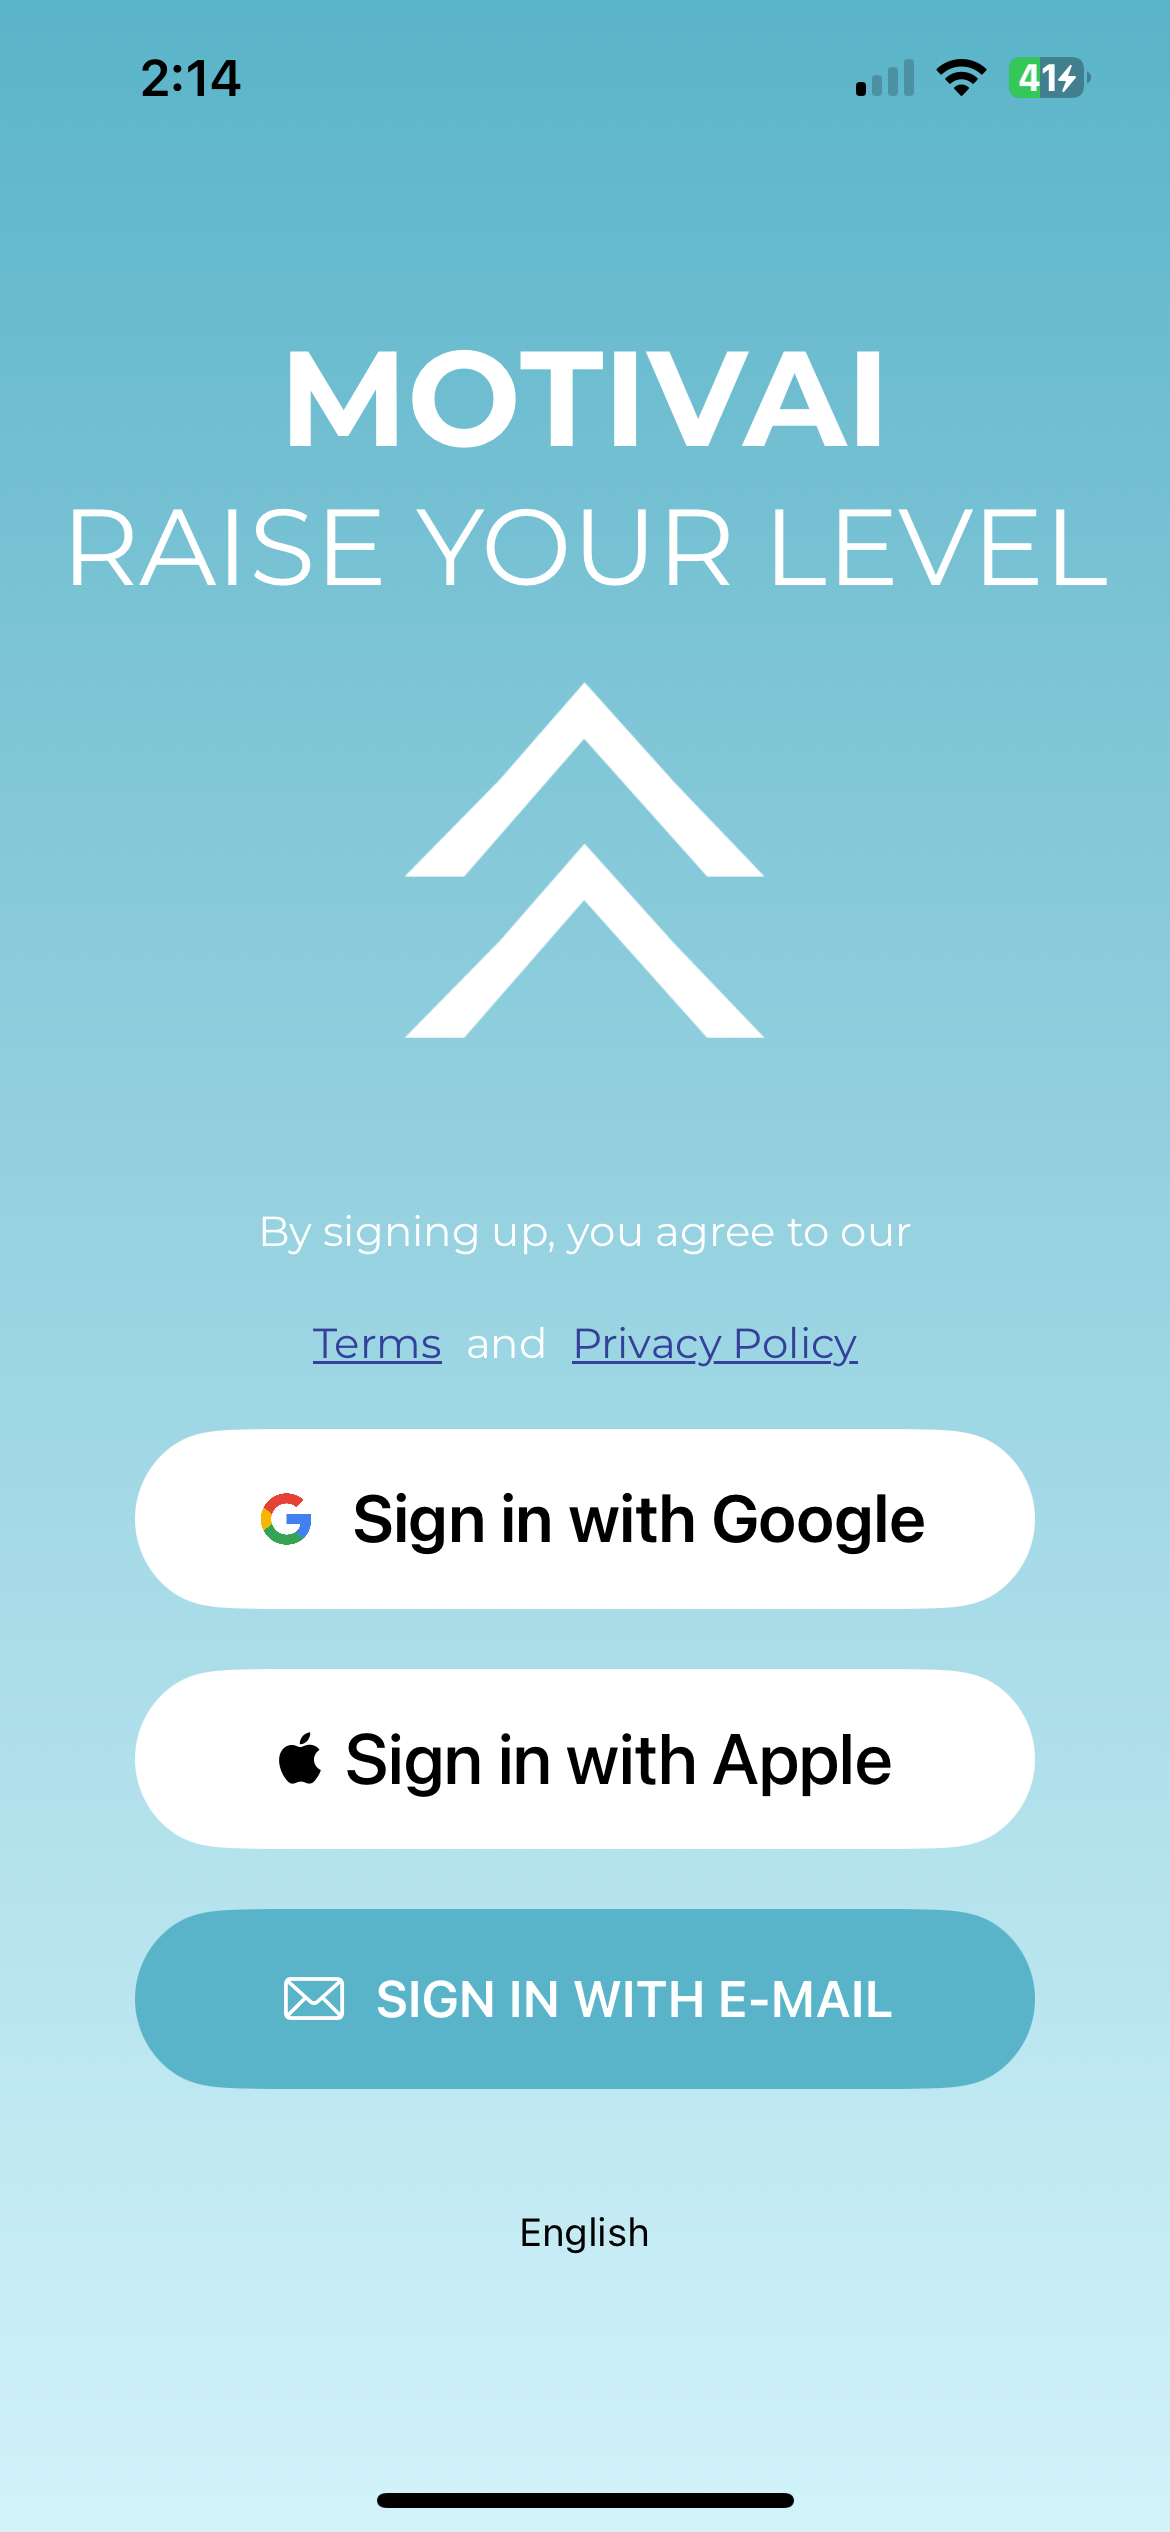 2:14
41
MOTIVAI
RAISE YOUR LEVEL
By signing up, you agree to our
Terms and Privacy Policy
Sign in with Google
Sign in with Apple
SIGN IN WITH E-MAIL
English